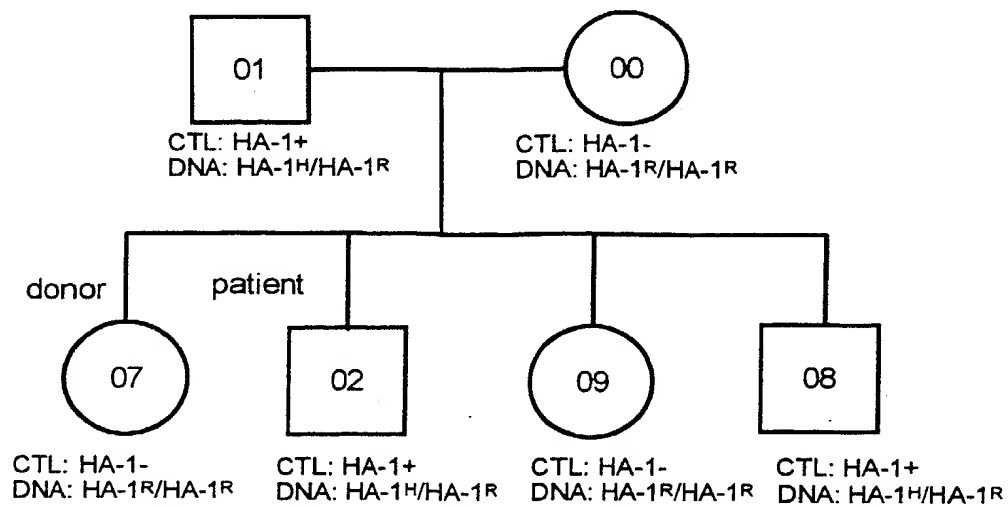 01
00
CTL: HA-1+
DNA: HA-1ᴴ/HA-1ᴿ
CTL: HA-1-
DNA: HA-1ᴿ/HA-1ᴿ
donor
patient
07
02
09
08
CTL: HA-1-
DNA: HA-1ᴿ/HA-1ᴿ
CTL: HA-1+
DNA: HA-1ᴴ/HA-1ᴿ
CTL: HA-1-
DNA: HA-1ᴿ/HA-1ᴿ
CTL: HA-1+
DNA: HA-1ᴴ/HA-1ᴿ